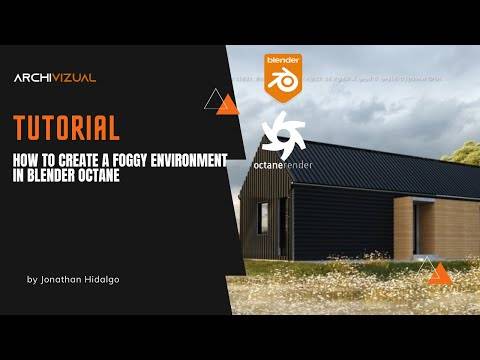 ARCHIVIZUAL
TUTORIAL
HOW TO CREATE A FOGGY ENVIRONMENT
IN BLENDER OCTANE
by Jonathan Hidalgo
blender
octanerender